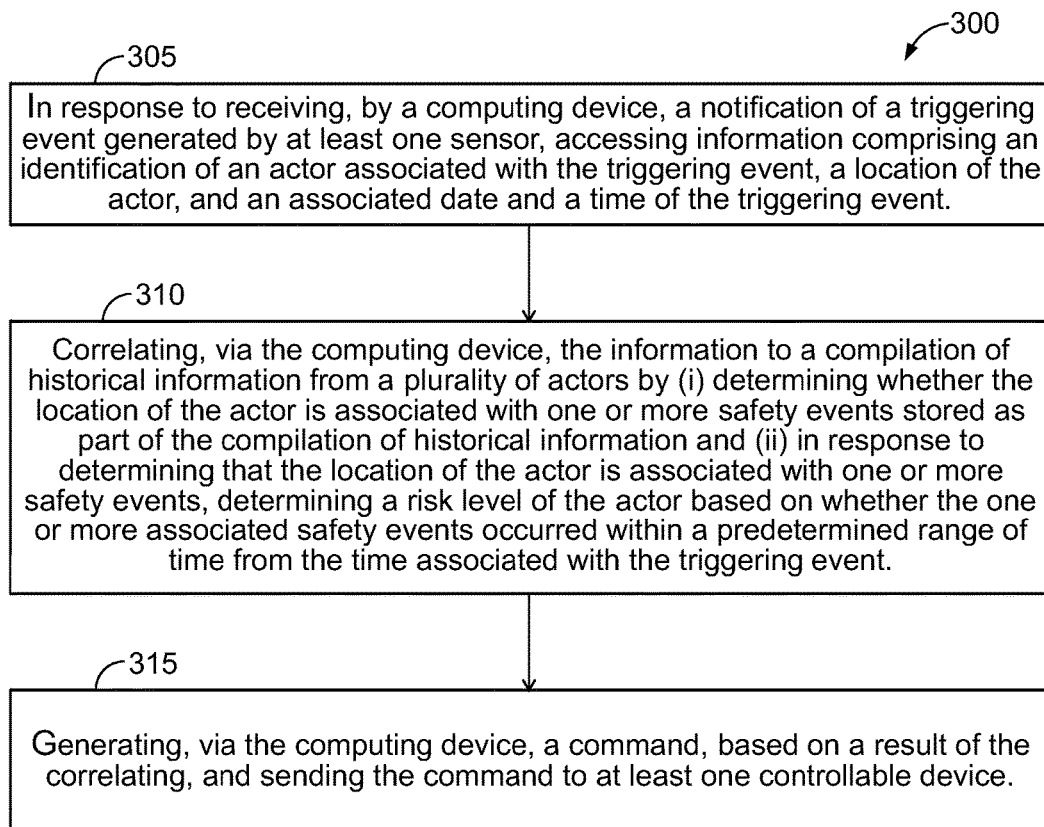 300
305
In response to receiving, by a computing device, a notification of a triggering
event generated by at least one sensor, accessing information comprising an
identification of an actor associated with the triggering event, a location of the
actor, and an associated date and a time of the triggering event.
310
Correlating, via the computing device, the information to a compilation of
historical information from a plurality of actors by (i) determining whether the
location of the actor is associated with one or more safety events stored as
part of the compilation of historical information and (ii) in response to
determining that the location of the actor is associated with one or more
safety events, determining a risk level of the actor based on whether the one
or more associated safety events occurred within a predetermined range of
time from the time associated with the triggering event.
315
Generating, via the computing device, a command, based on a result of the
correlating, and sending the command to at least one controllable device.